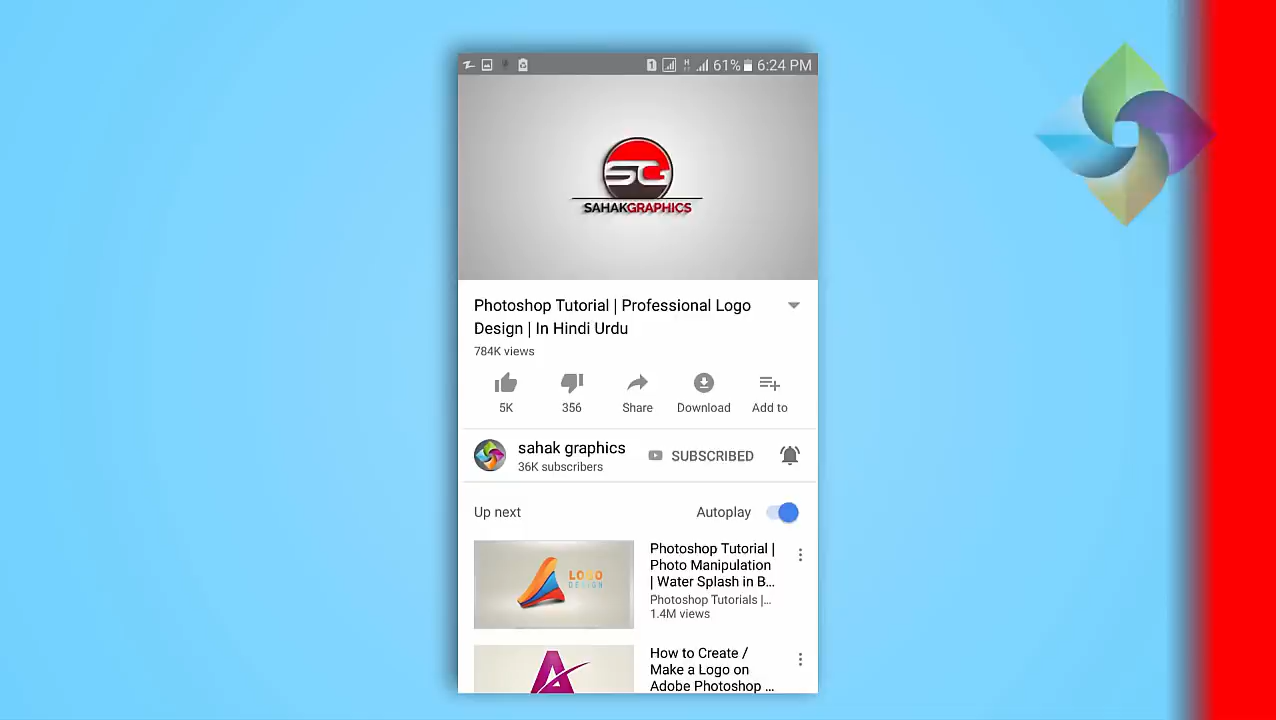 61% 6:24 PM
SG
SAHAKGRAPHICS
Photoshop Tutorial | Professional Logo
Design | In Hindi Urdu
784K views
5K
356
Share
Download
Add to
sahak graphics
36K subscribers
SUBSCRIBED
Up next
Autoplay
LOGO
DESIGN
Photoshop Tutorial |
Photo Manipulation
| Water Splash in B...
Photoshop Tutorials |...
1.4M views
How to Create /
Make a Logo on
Adobe Photoshop ...